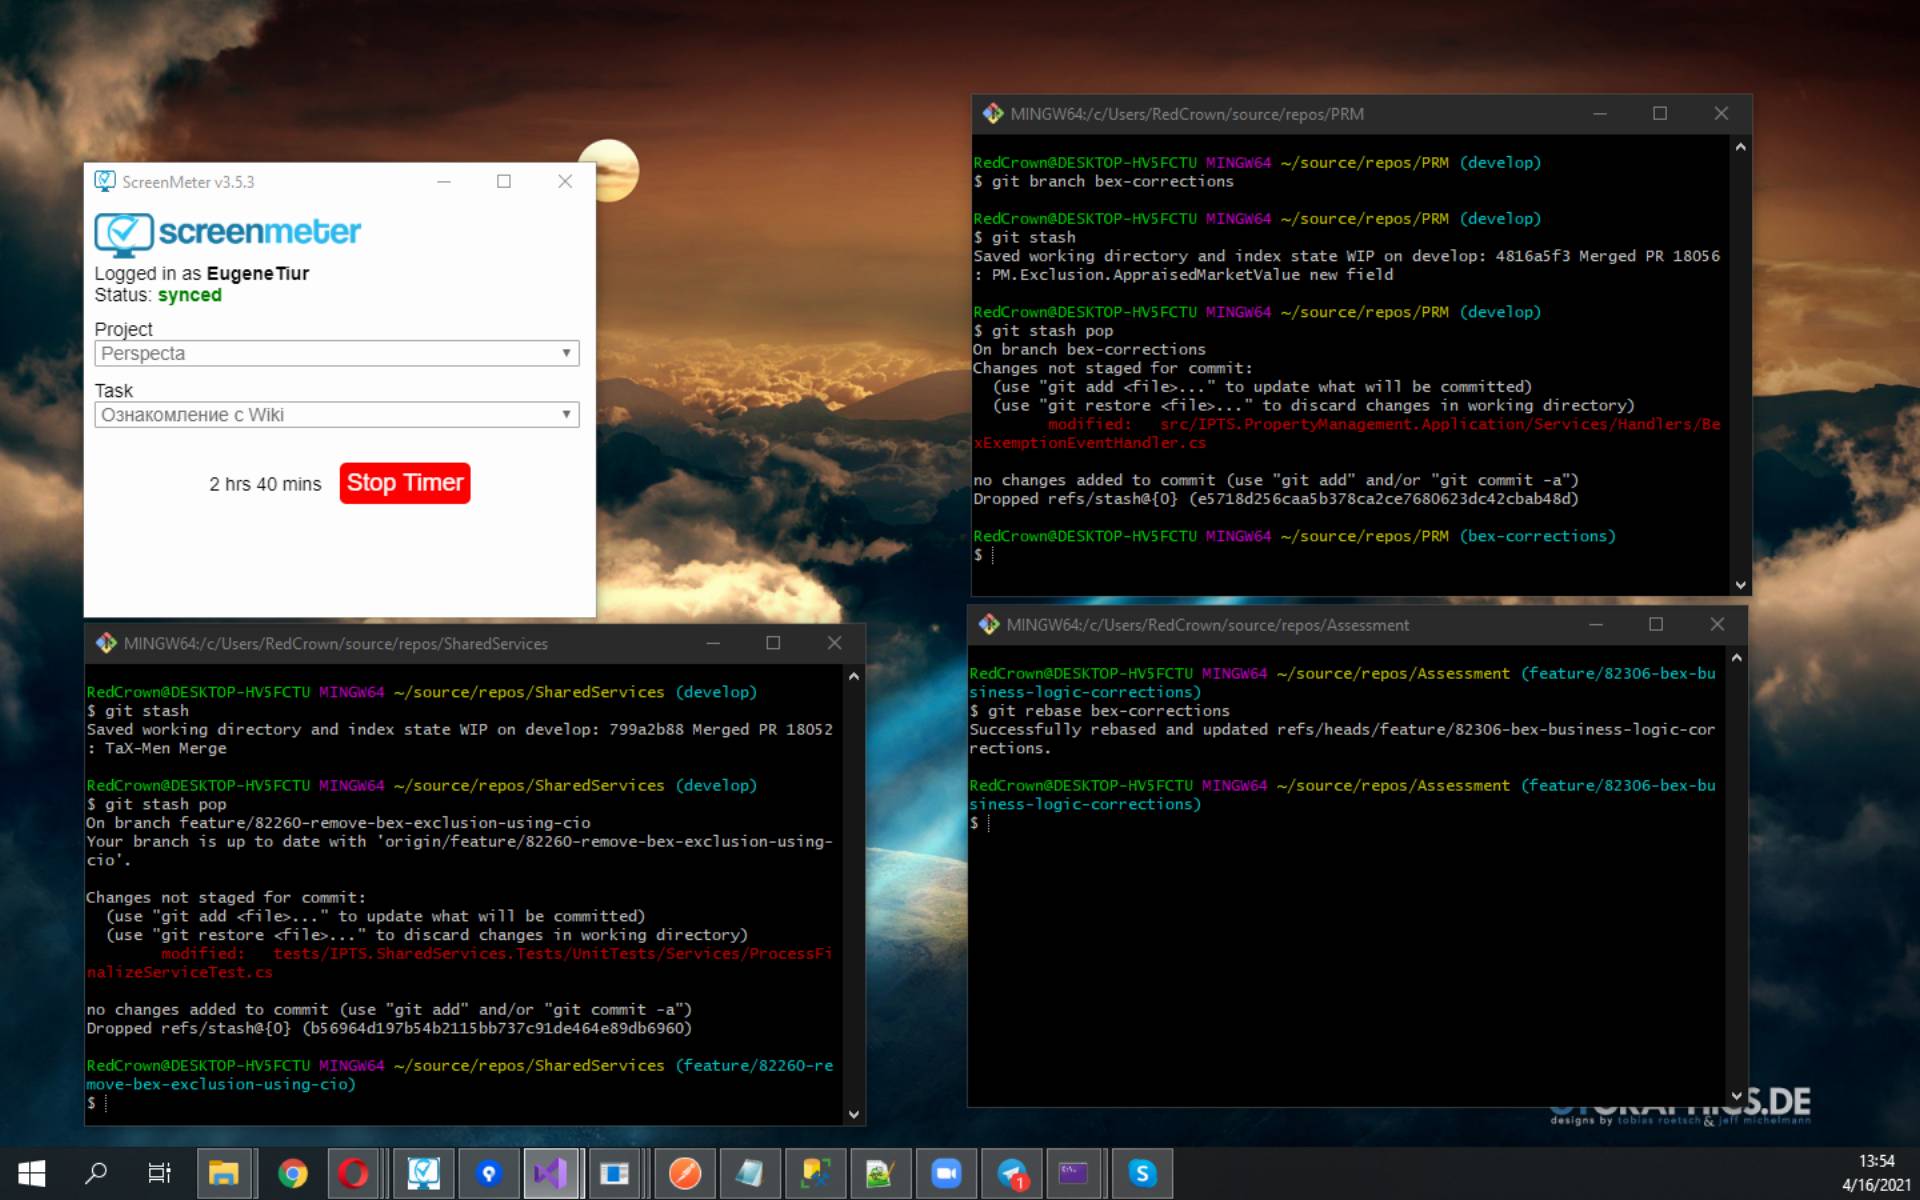 ScreenMeter v3.5.3
screenmeter
Logged in as EugeneTiur
Status: synced
Project
Perspecta
Task
Ознакомление с Wiki
2 hrs 40 mins Stop Timer
MINGW64:/c/Users/RedCrown/source/repos/PRM
RedCrown@DESKTOP-HV5FCTU MINGW64 ~/source/repos/PRM (develop)
$ git branch bex-corrections
RedCrown@DESKTOP-HV5FCTU MINGW64 ~/source/repos/PRM (develop)
$ git stash
Saved working directory and index state WIP on develop: 4816a5f3 Merged PR 18056
: PM.Exclusion.AppraisedMarketValue new field
RedCrown@DESKTOP-HV5FCTU MINGW64 ~/source/repos/PRM (develop)
$ git stash pop
On branch bex-corrections
Changes not staged for commit:
(use "git add <file>..." to update what will be committed)
(use "git restore <file>..." to discard changes in working directory)
modified: src/IPTS.PropertyManagement.Application/Services/Handlers/Be
xExemptionEventHandler.cs
no changes added to commit (use "git add" and/or "git commit -a")
Dropped refs/stash@{0} (e5718d256caa5b378ca2ce7680623dc42cbab48d)
RedCrown@DESKTOP-HV5FCTU MINGW64 ~/source/repos/PRM (bex-corrections)
$
MINGW64:/c/Users/RedCrown/source/repos/SharedServices
RedCrown@DESKTOP-HV5FCTU MINGW64 ~/source/repos/SharedServices (develop)
$ git stash
Saved working directory and index state WIP on develop: 799a2b88 Merged PR 18052
: TaX-Men Merge
RedCrown@DESKTOP-HV5FCTU MINGW64 ~/source/repos/SharedServices (develop)
$ git stash pop
On branch feature/82260-remove-bex-exclusion-using-cio
Your branch is up to date with 'origin/feature/82260-remove-bex-exclusion-using-
cio'.
Changes not staged for commit:
(use "git add <file>..." to update what will be committed)
(use "git restore <file>..." to discard changes in working directory)
modified: tests/IPTS.SharedServices.Tests/UnitTests/Services/ProcessFi
nalizeServiceTest.cs
no changes added to commit (use "git add" and/or "git commit -a")
Dropped refs/stash@{0} (b56964d197b54b2115bb737c91de464e89db6960)
RedCrown@DESKTOP-HV5FCTU MINGW64 ~/source/repos/SharedServices (feature/82260-re
move-bex-exclusion-using-cio)
$
MINGW64:/c/Users/RedCrown/source/repos/Assessment
RedCrown@DESKTOP-HV5FCTU MINGW64 ~/source/repos/Assessment (feature/82306-bex-bu
siness-logic-corrections)
$ git rebase bex-corrections
Successfully rebased and updated refs/heads/feature/82306-bex-business-logic-cor
rections.
RedCrown@DESKTOP-HV5FCTU MINGW64 ~/source/repos/Assessment (feature/82306-bex-bu
siness-logic-corrections)
$
designs by tobias roetsch & jeff michelmann
1
13:54
4/16/2021